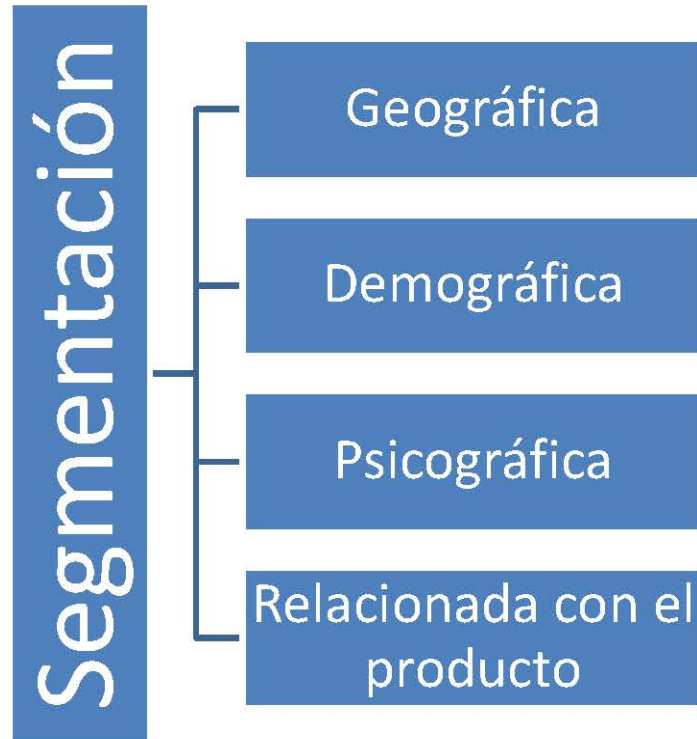 Segmentación
Geográfica
Demográfica
Psicográfica
Relacionada con el
producto